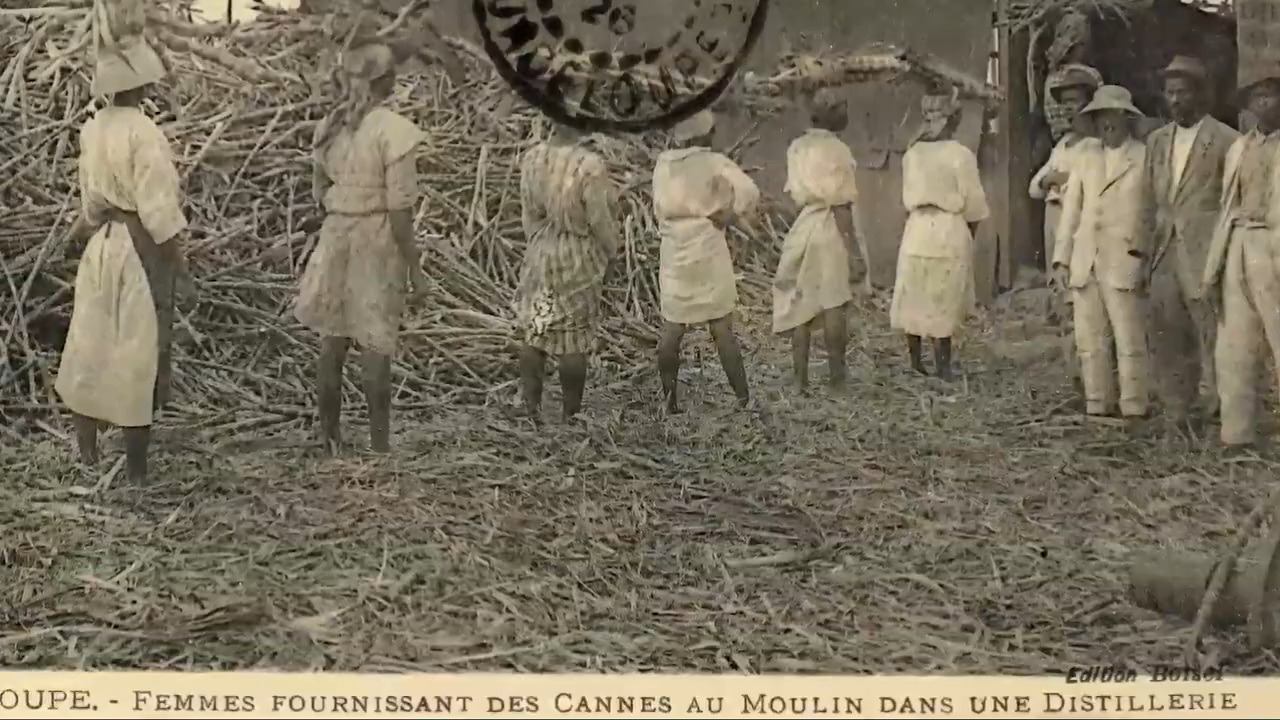 Edition Boisel
OUPE. - FEMMES FOURNISSANT DES CANNES AU MOULIN DANS UNE DISTILLERIE